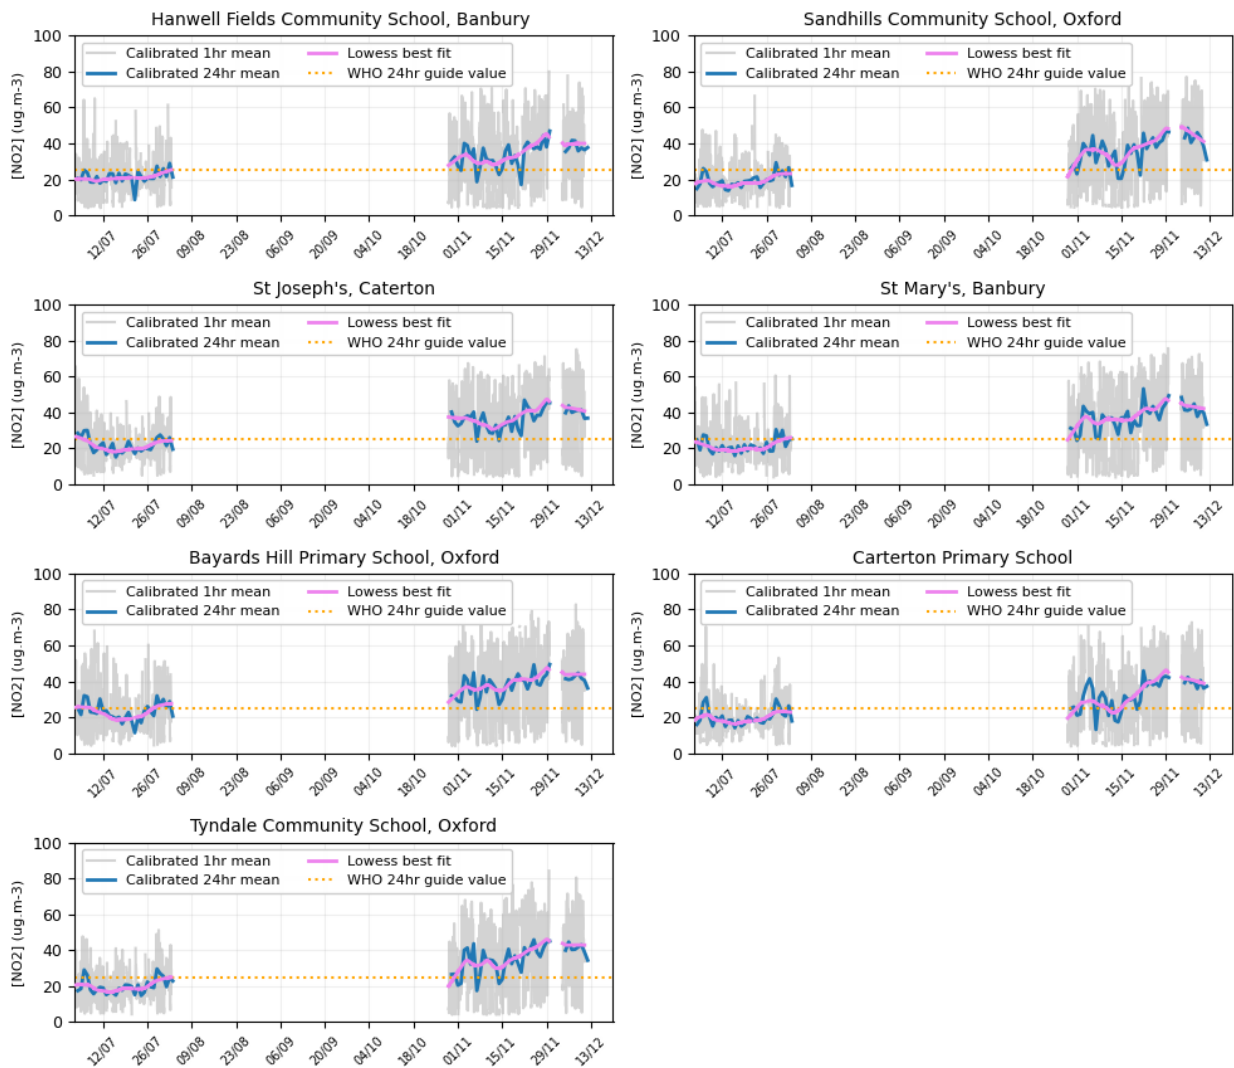 Hanwell Fields Community School, Banbury
Calibrated 1hr mean
Calibrated 24hr mean
Lowess best fit
WHO 24hr guide value
[NO2] (ug.m-3)
100
80
60
40
20
0
12/07 26/07 09/08 23/08 06/09 20/09 04/10 18/10 01/11 15/11 29/11 13/12
Sandhills Community School, Oxford
Calibrated 1hr mean
Calibrated 24hr mean
Lowess best fit
WHO 24hr guide value
[NO2] (ug.m-3)
100
80
60
40
20
0
12/07 26/07 09/08 23/08 06/09 20/09 04/10 18/10 01/11 15/11 29/11 13/12
St Joseph's, Caterton
Calibrated 1hr mean
Calibrated 24hr mean
Lowess best fit
WHO 24hr guide value
[NO2] (ug.m-3)
100
80
60
40
20
0
12/07 26/07 09/08 23/08 06/09 20/09 04/10 18/10 01/11 15/11 29/11 13/12
St Mary's, Banbury
Calibrated 1hr mean
Calibrated 24hr mean
Lowess best fit
WHO 24hr guide value
[NO2] (ug.m-3)
100
80
60
40
20
0
12/07 26/07 09/08 23/08 06/09 20/09 04/10 18/10 01/11 15/11 29/11 13/12
Bayards Hill Primary School, Oxford
Calibrated 1hr mean
Calibrated 24hr mean
Lowess best fit
WHO 24hr guide value
[NO2] (ug.m-3)
100
80
60
40
20
0
12/07 26/07 09/08 23/08 06/09 20/09 04/10 18/10 01/11 15/11 29/11 13/12
Carterton Primary School
Calibrated 1hr mean
Calibrated 24hr mean
Lowess best fit
WHO 24hr guide value
[NO2] (ug.m-3)
100
80
60
40
20
0
12/07 26/07 09/08 23/08 06/09 20/09 04/10 18/10 01/11 15/11 29/11 13/12
Tyndale Community School, Oxford
Calibrated 1hr mean
Calibrated 24hr mean
Lowess best fit
WHO 24hr guide value
[NO2] (ug.m-3)
100
80
60
40
20
0
12/07 26/07 09/08 23/08 06/09 20/09 04/10 18/10 01/11 15/11 29/11 13/12